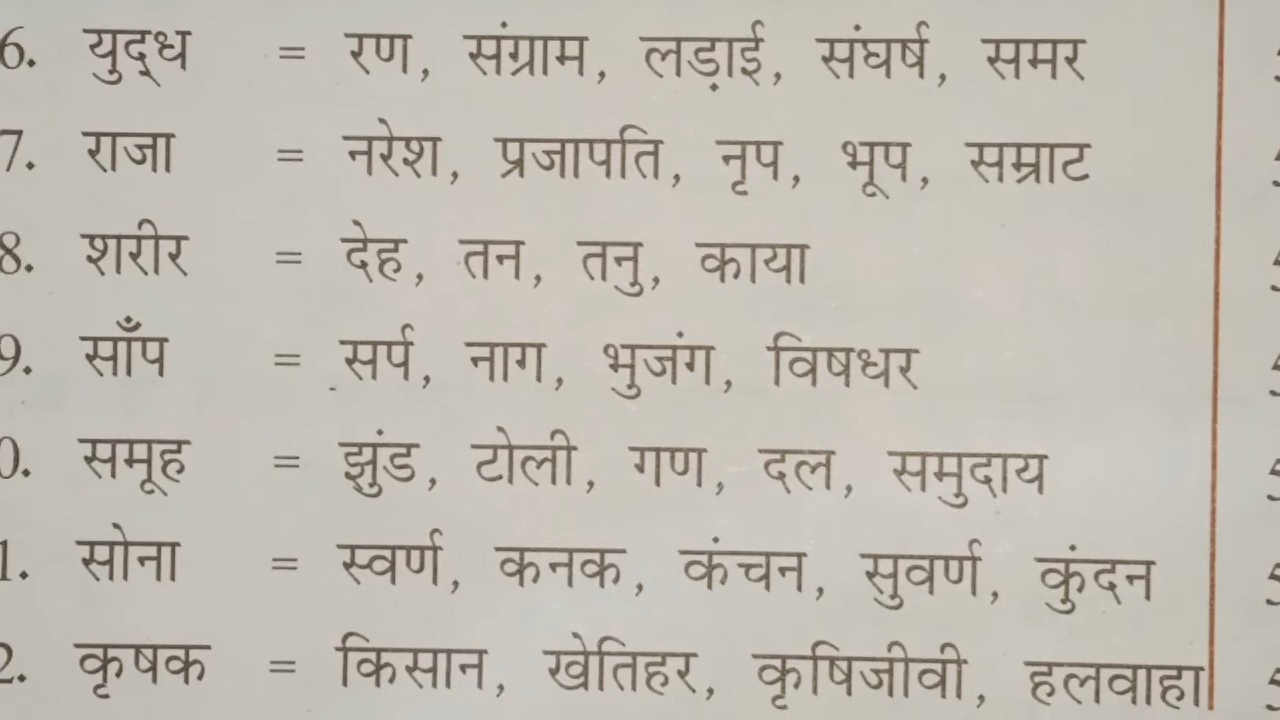 6. युद्ध = रण, संग्राम, लड़ाई, संघर्ष, समर
7. राजा = नरेश, प्रजापति, नृप, भूप, सम्राट
8. शरीर = देह, तन, तनु, काया
9. साँप = सर्प, नाग, भुजंग, विषधर
0. समूह = झुंड, टोली, गण, दल, समुदाय
1. सोना = स्वर्ण, कनक, कंचन, सुवर्ण, कुंदन
2. कृषक = किसान, खेतिहर, कृषिजीवी, हलवाहा